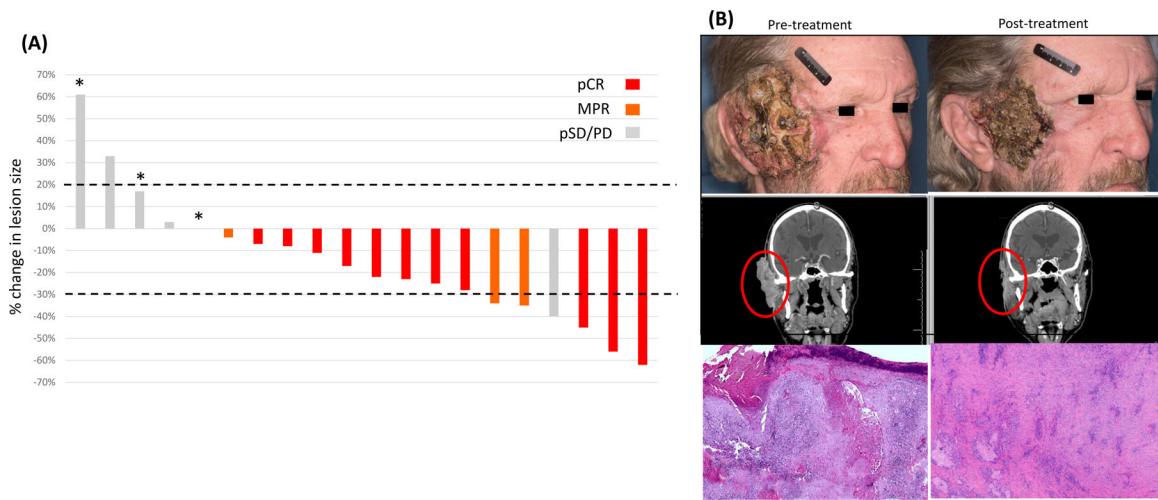 (A)
% change in lesion size
70%
60%
50%
40%
30%
20%
10%
0%
-10%
-20%
-30%
-40%
-50%
-60%
-70%
*
*
*
pCR
MPR
pSD/PD
(B)
Pre-treatment
Post-treatment